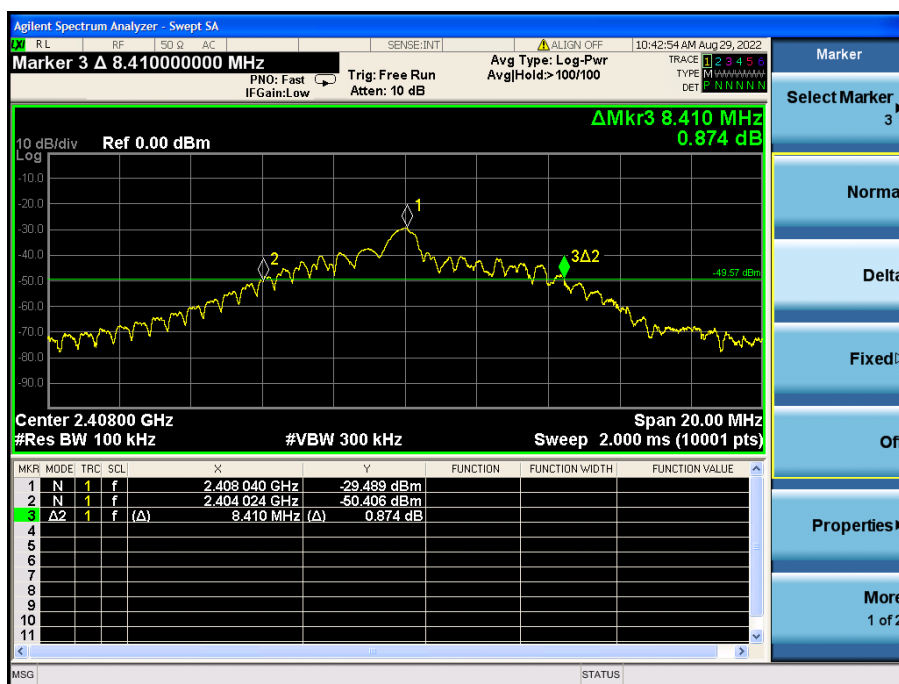 Agilent Spectrum Analyzer - Swept SA
LXI RL RF 50 Ω AC SENSE:INT ALIGN OFF 10:42:54 AM Aug 29, 2022
Marker 3 Δ 8.410000000 MHz
PNO: Fast
IFGain:Low
Trig: Free Run
Atten: 10 dB
Avg Type: Log-Pwr
Avg|Hold:> 100/100
TRACE 1 2 3 4 5 6
TYPE M WWWWW
DET P N N N N N
ΔMkr3 8.410 MHz
0.874 dB
10 dB/div
Log
Ref 0.00 dBm
-10.0
-20.0
1
-30.0
-40.0
2
3Δ2
-49.57 dBm
-50.0
-60.0
-70.0
-80.0
-90.0
Center 2.40800 GHz Span 20.00 MHz
#Res BW 100 kHz #VBW 300 kHz Sweep 2.000 ms (10001 pts)
MKR MODE TRC SCL X Y FUNCTION FUNCTION WIDTH FUNCTION VALUE
1 N 1 f 2.408 040 GHz -29.489 dBm
2 N 1 f 2.404 024 GHz -50.406 dBm
3 Δ2 1 f (Δ) 8.410 MHz (Δ) 0.874 dB
4
5
6
7
8
9
10
11
MSG STATUS
Marker
Select Marker
3
Norma
Delta
Fixed
Of
Properties
More
1 of 2